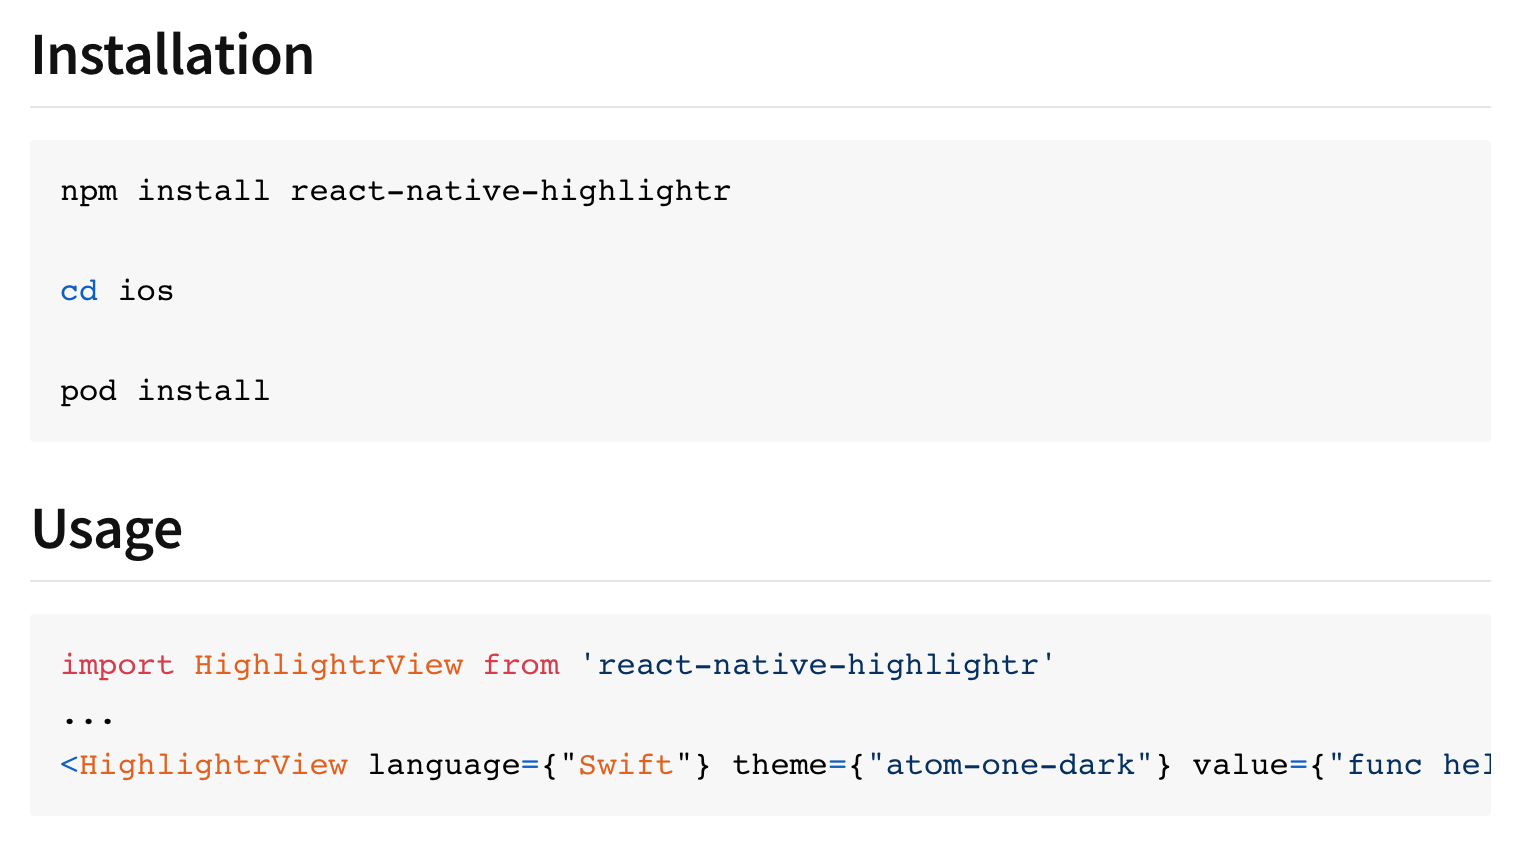 Installation
npm install react-native-highlightr
cd ios
pod install
Usage
import HighlightrView from 'react-native-highlightr'
...
<HighlightrView language={"Swift"} theme={"atom-one-dark"} value={"func hel